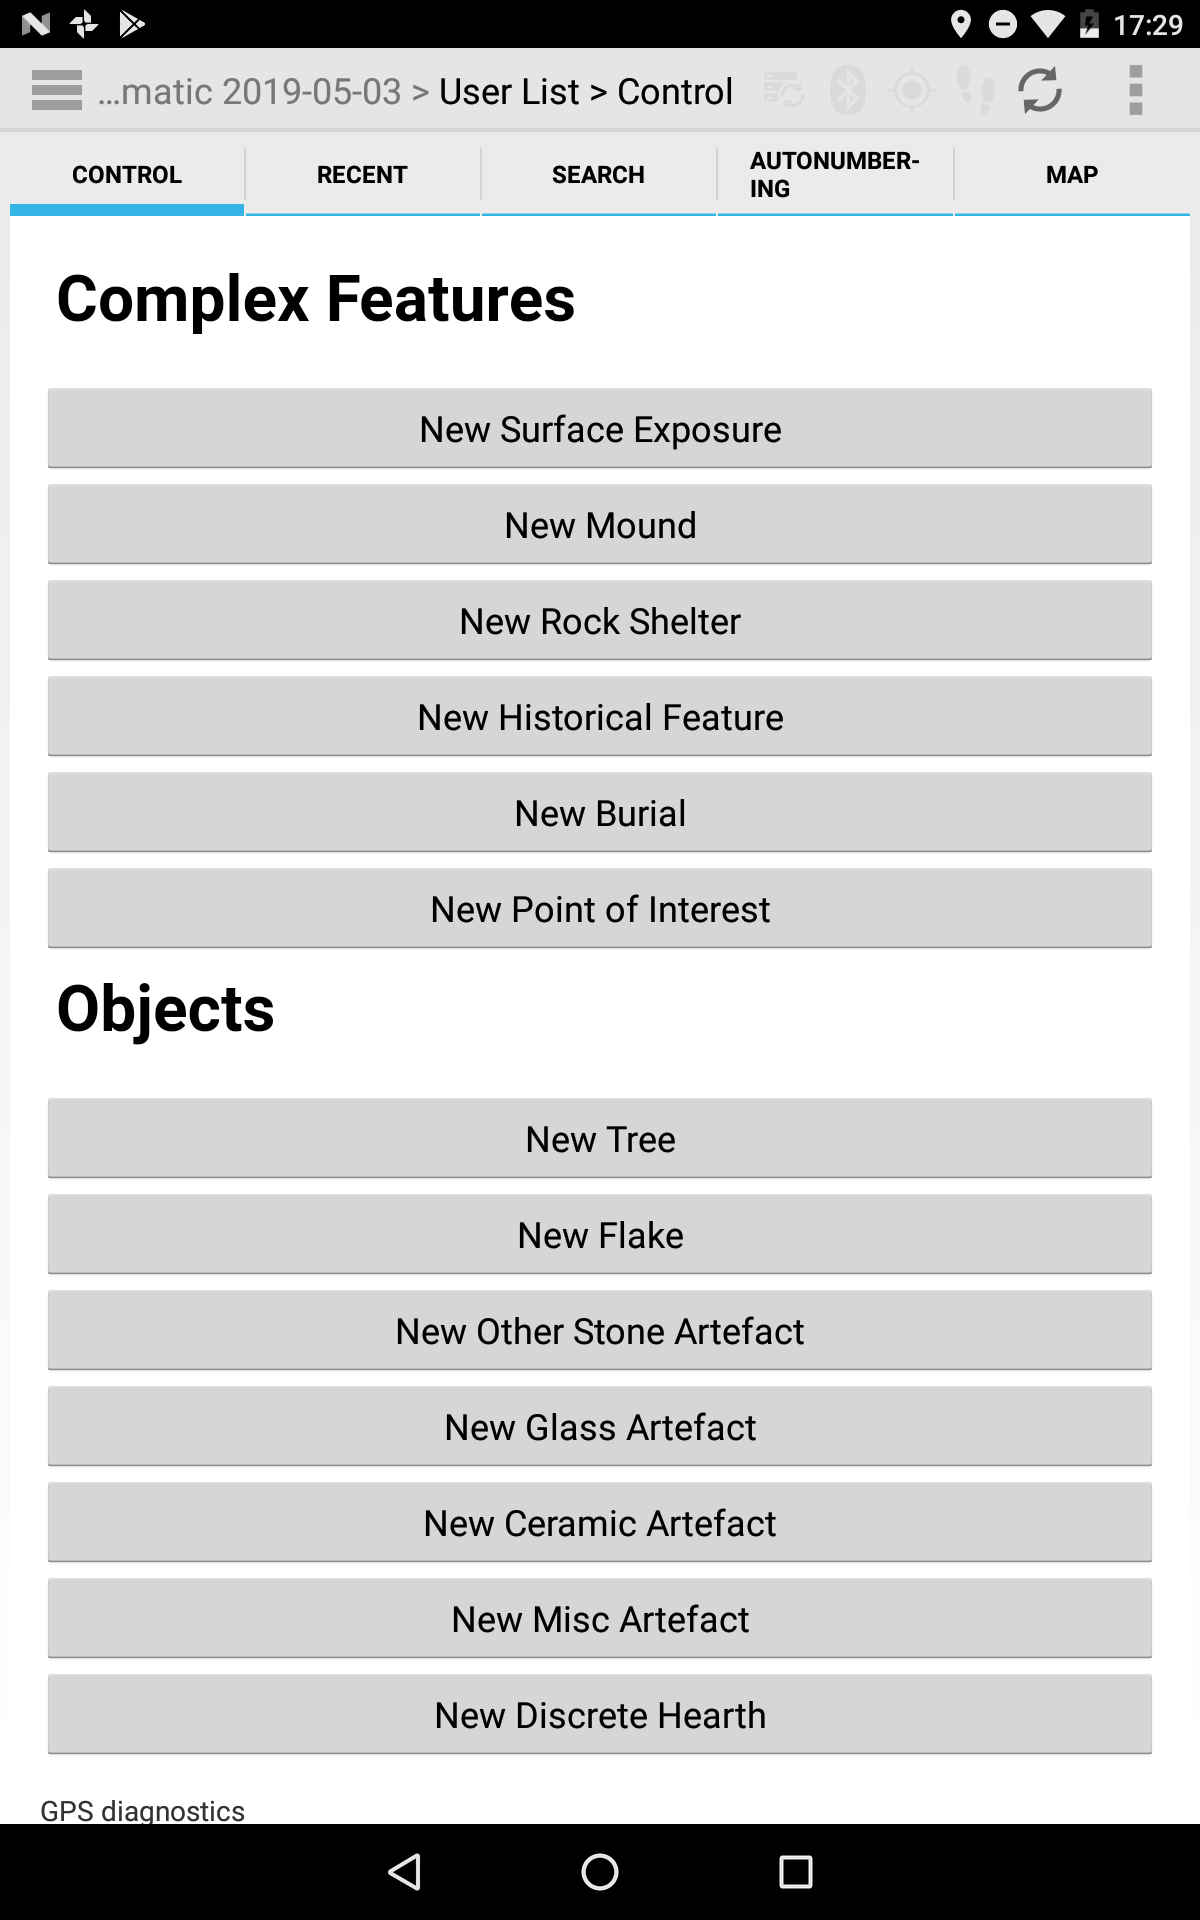 17:29
...matic 2019-05-03 > User List > Control
CONTROL
RECENT
SEARCH
AUTONUMBER-
ING
MAP
Complex Features
New Surface Exposure
New Mound
New Rock Shelter
New Historical Feature
New Burial
New Point of Interest
Objects
New Tree
New Flake
New Other Stone Artefact
New Glass Artefact
New Ceramic Artefact
New Misc Artefact
New Discrete Hearth
GPS diagnostics